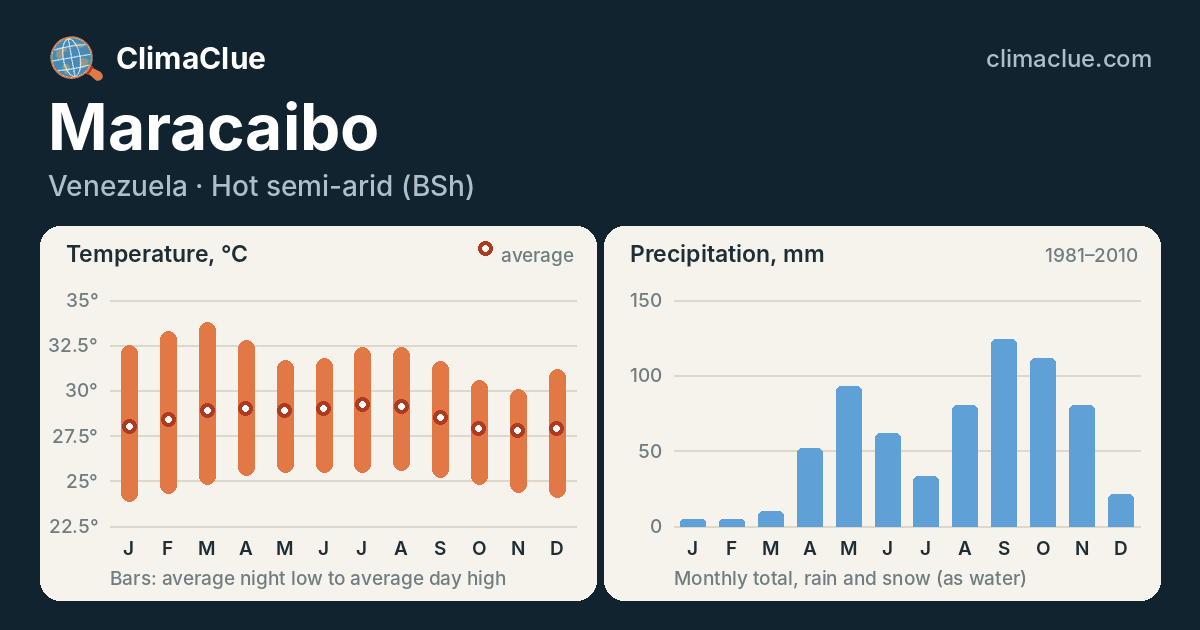 ClimaClue
climaclue.com
Maracaibo
Venezuela · Hot semi-arid (BSh)
Temperature, °C
average
35°
32.5°
30°
27.5°
25°
22.5°
J F M A M J J A S O N D
Bars: average night low to average day high
Precipitation, mm
1981–2010
150
100
50
0
J F M A M J J A S O N D
Monthly total, rain and snow (as water)